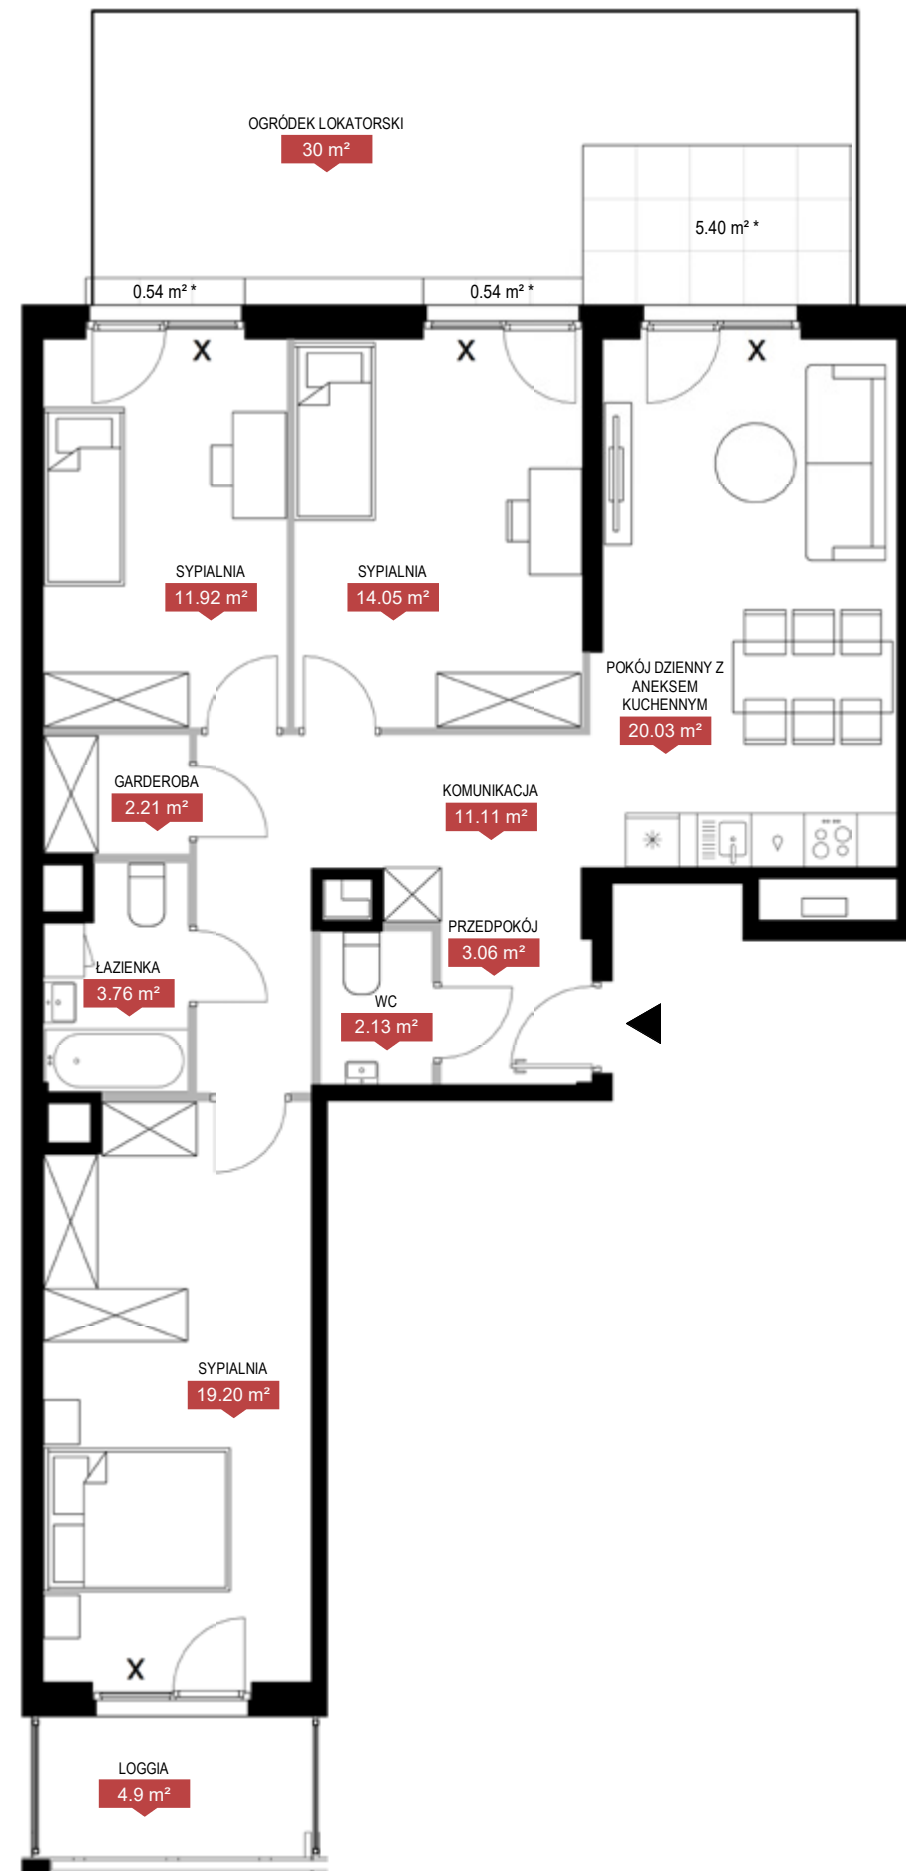 OGRÓDEK LOKATORSKI
30 m²
5.40 m² *
0.54 m² *
0.54 m² *
X
X
X
SYPIALNIA
11.92 m²
SYPIALNIA
14.05 m²
POKÓJ DZIENNY Z
ANEKSEM
KUCHENNYM
20.03 m²
GARDEROBA
2.21 m²
KOMUNIKACJA
11.11 m²
PRZEDPOKÓJ
3.06 m²
ŁAZIENKA
3.76 m²
WC
2.13 m²
SYPIALNIA
19.20 m²
X
LOGGIA
4.9 m²